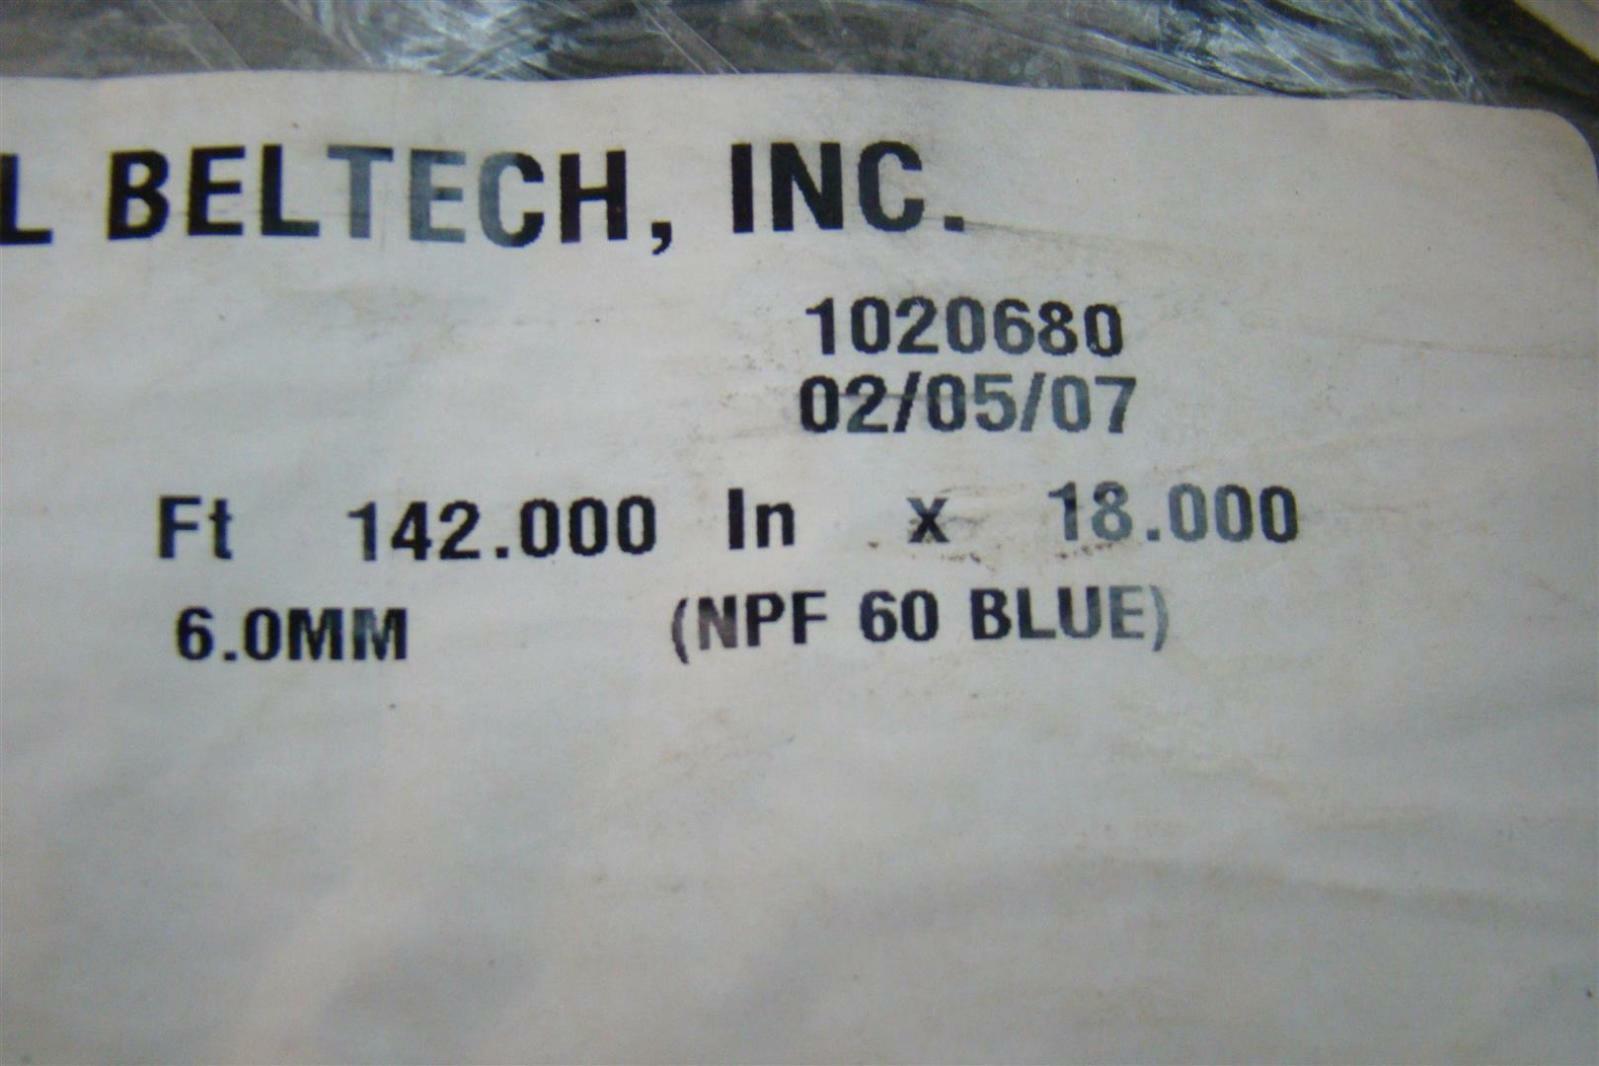 L BELTECH, INC.
1020680
02/05/07
Ft 142.000 In x 18.000
6.0MM (NPF 60 BLUE)